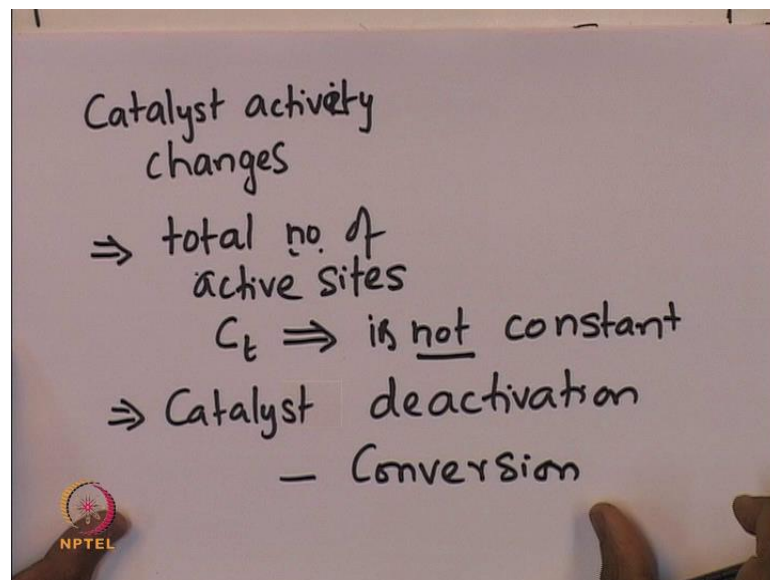 Catalyst activity
changes
⇒ total no. of
active sites
Ct ⇒ is not constant
⇒ Catalyst deactivation
— Conversion
NPTEL